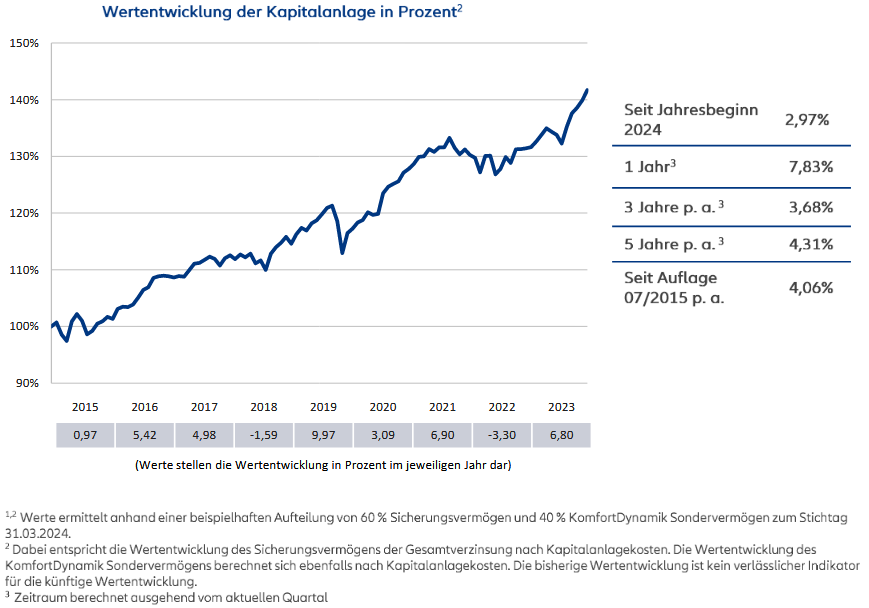 Wertentwicklung der Kapitalanlage in Prozent²
150%
140%
130%
120%
110%
100%
90%
2015 2016 2017 2018 2019 2020 2021 2022 2023
0,97 5,42 4,98 -1,59 9,97 3,09 6,90 -3,30 6,80
(Werte stellen die Wertentwicklung in Prozent im jeweiligen Jahr dar)
Seit Jahresbeginn
2024 2,97%
1 Jahr³ 7,83%
3 Jahre p. a. ³ 3,68%
5 Jahre p. a. ³ 4,31%
Seit Auflage
07/2015 p. a. 4,06%
¹,² Werte ermittelt anhand einer beispielhaften Aufteilung von 60 % Sicherungsvermögen und 40 % KomfortDynamik Sondervermögen zum Stichtag
31.03.2024.
² Dabei entspricht die Wertentwicklung des Sicherungsvermögens der Gesamtverzinsung nach Kapitalanlagekosten. Die Wertentwicklung des
KomfortDynamik Sondervermögens berechnet sich ebenfalls nach Kapitalanlagekosten. Die bisherige Wertentwicklung ist kein verlässlicher Indikator
für die künftige Wertentwicklung.
³ Zeitraum berechnet ausgehend vom aktuellen Quartal